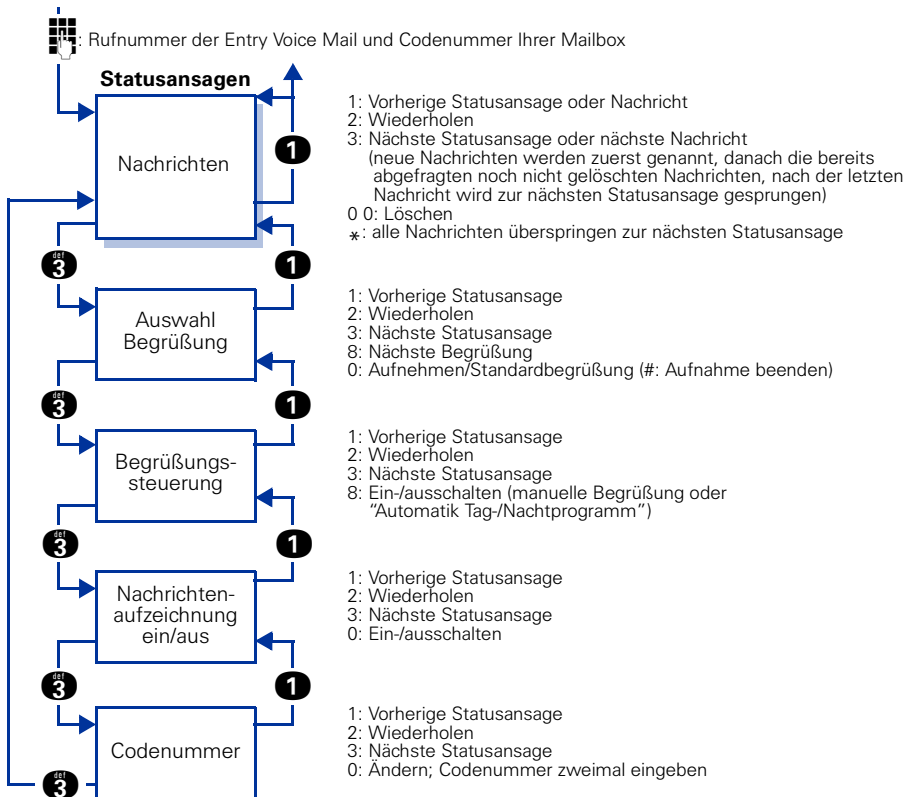 : Rufnummer der Entry Voice Mail und Codenummer Ihrer Mailbox
Statusansagen
Nachrichten
1
1: Vorherige Statusansage oder Nachricht
2: Wiederholen
3: Nächste Statusansage oder nächste Nachricht
(neue Nachrichten werden zuerst genannt, danach die bereits
abgefragten noch nicht gelöschten Nachrichten, nach der letzten
Nachricht wird zur nächsten Statusansage gesprungen)
0 0: Löschen
*: alle Nachrichten überspringen zur nächsten Statusansage
def
3
1
Auswahl
Begrüßung
1: Vorherige Statusansage
2: Wiederholen
3: Nächste Statusansage
8: Nächste Begrüßung
0: Aufnehmen/Standardbegrüßung (#: Aufnahme beenden)
def
3
1
Begrüßungs-
steuerung
1: Vorherige Statusansage
2: Wiederholen
3: Nächste Statusansage
8: Ein-/ausschalten (manuelle Begrüßung oder
“Automatik Tag-/Nachtprogramm”)
def
3
1
Nachrichten-
aufzeichnung
ein/aus
1: Vorherige Statusansage
2: Wiederholen
3: Nächste Statusansage
0: Ein-/ausschalten
def
3
1
Codenummer
1: Vorherige Statusansage
2: Wiederholen
3: Nächste Statusansage
0: Ändern; Codenummer zweimal eingeben
def
3